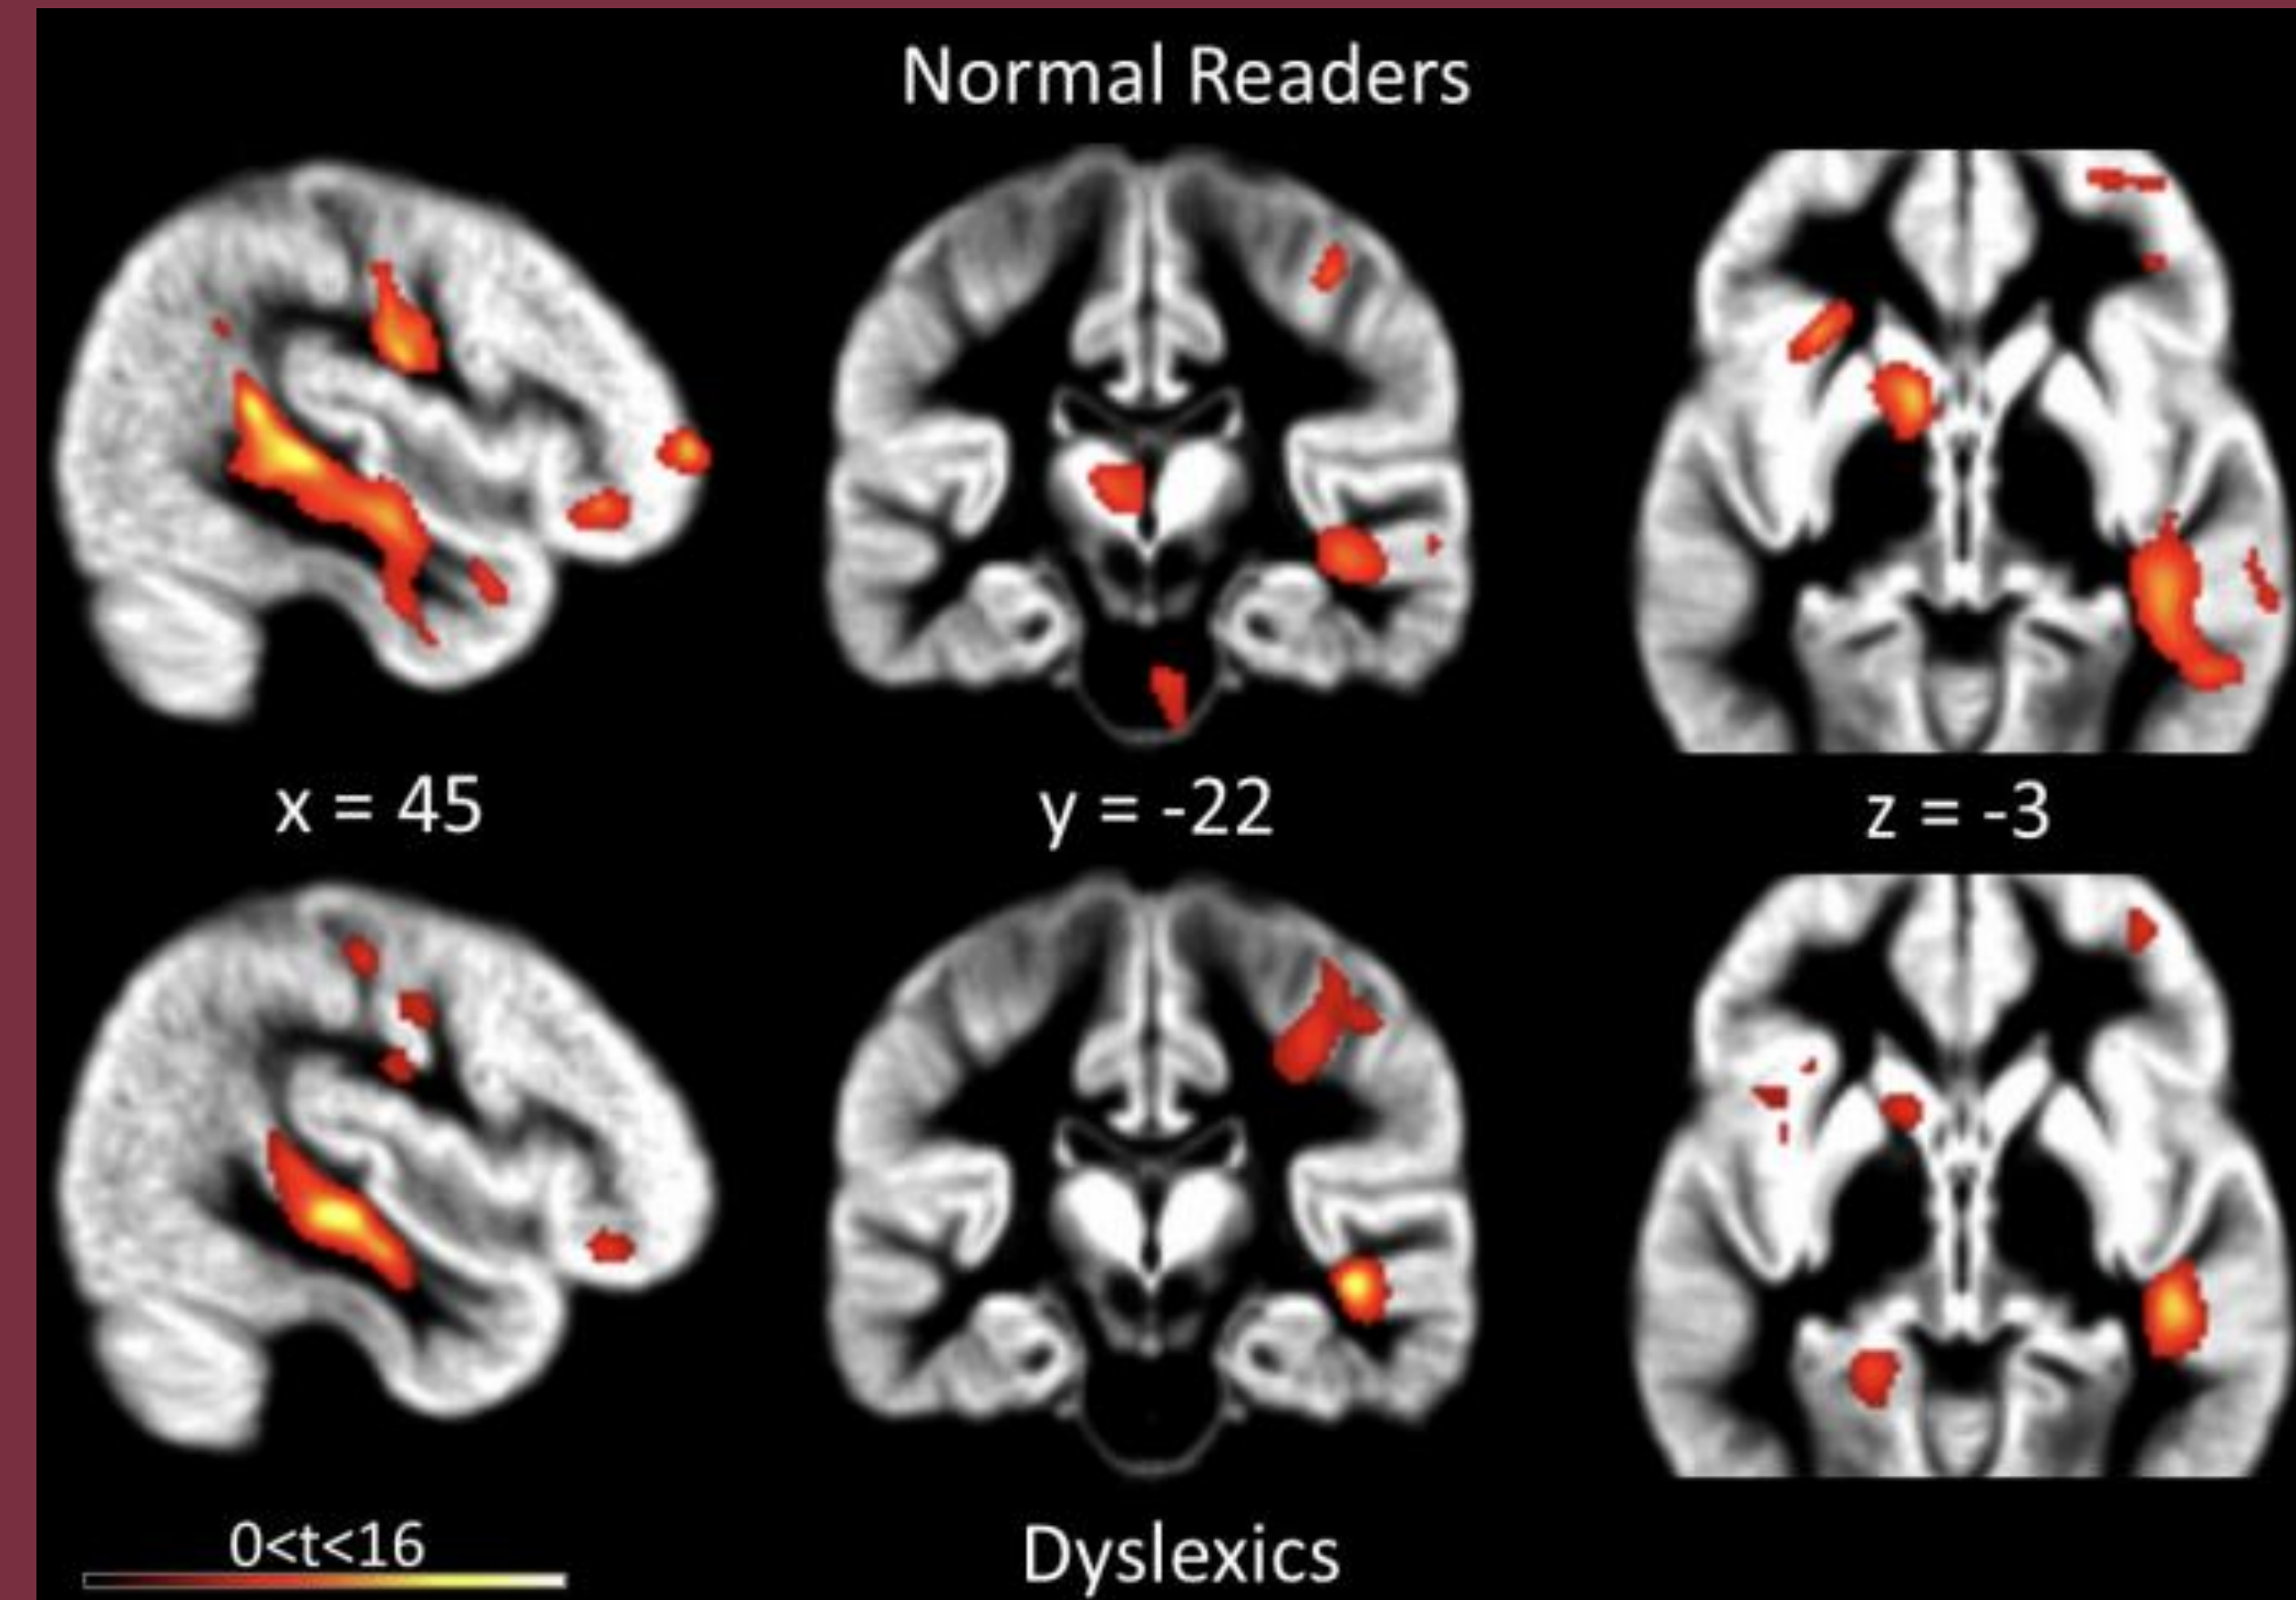 Normal Readers
x = 45
y = -22
z = -3
0<t<16
Dyslexics